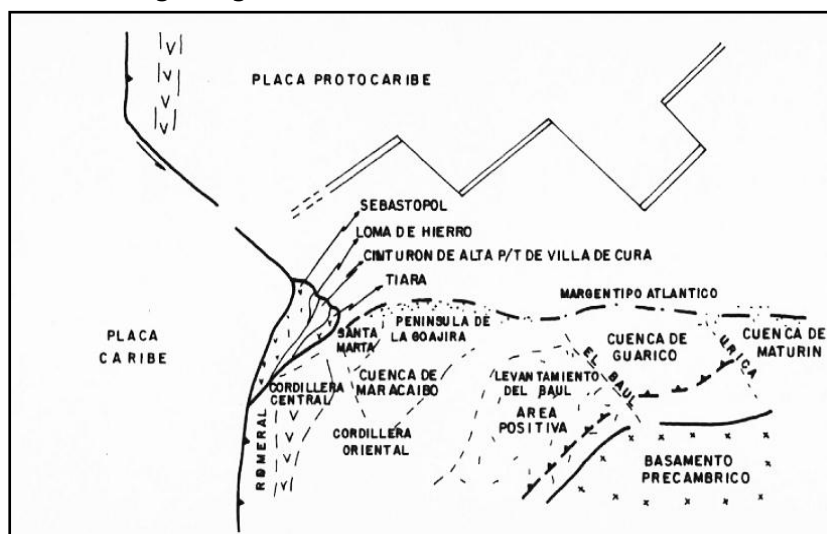 PLACA PROTOCARIBE
SEBASTOPOL
LOMA DE HIERRO
CINTURON DE ALTA P/T DE VILLA DE CURA
TIARA
MARGEN TIPO ATLANTICO
PLACA
CARIBE
SANTA
MARTA
PENINSULA DE
LA GOAJIRA
CUENCA DE
GUARICO
CUENCA DE
MATURIN
URICA
EL BAUL
CORDILLERA
CENTRAL
CUENCA DE
MARACAIBO
LEVANTAMIENTO
DEL BAUL
AREA
POSITIVA
CORDILLERA
ORIENTAL
ROMERAL
BASAMENTO
PRECAMBRICO